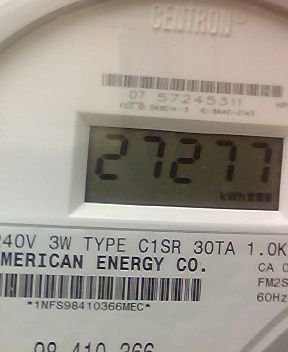 CENTRON®
07 57245311
27277
kWh
240V 3W TYPE C1SR 30TA 1.0K
AMERICAN ENERGY CO.
CA 0
FM2S
60Hz
*1NFS98410366MEC*
98 410 366